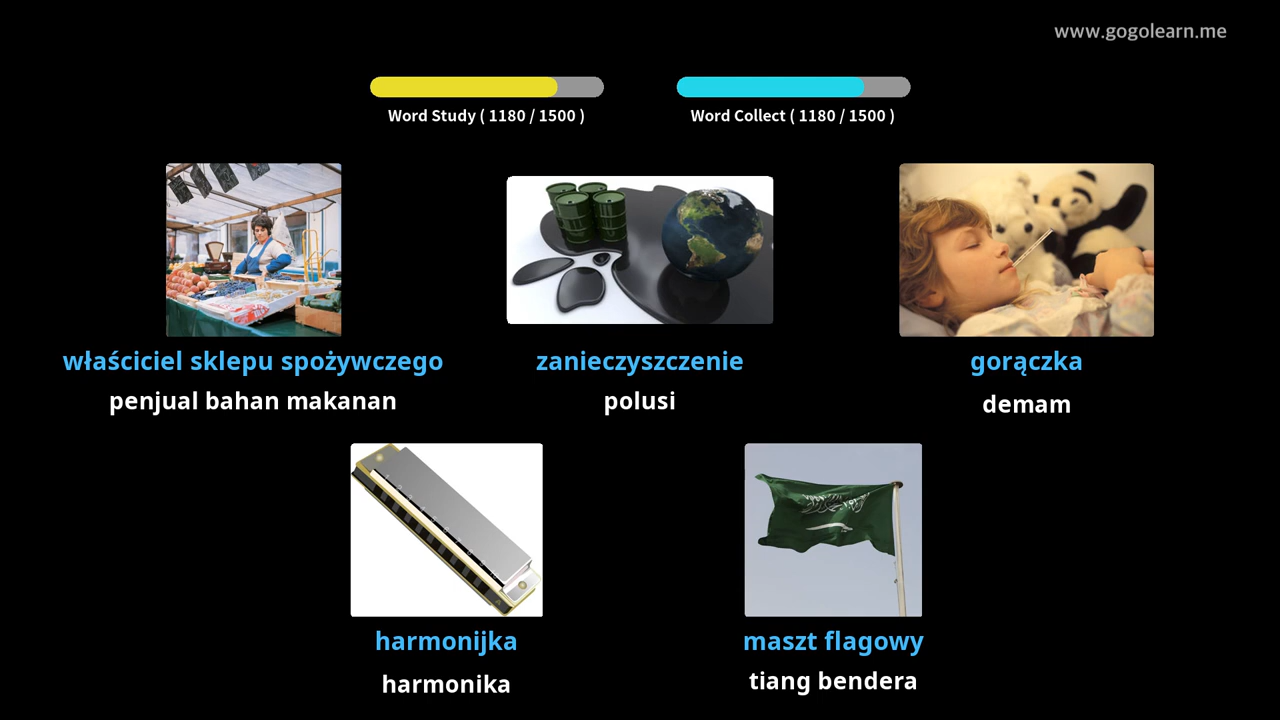 www.gogolearn.me
Word Study ( 1180 / 1500 )
Word Collect ( 1180 / 1500 )
właściciel sklepu spożywczego
penjual bahan makanan
zanieczyszczenie
polusi
gorączka
demam
harmonijka
harmonika
maszt flagowy
tiang bendera